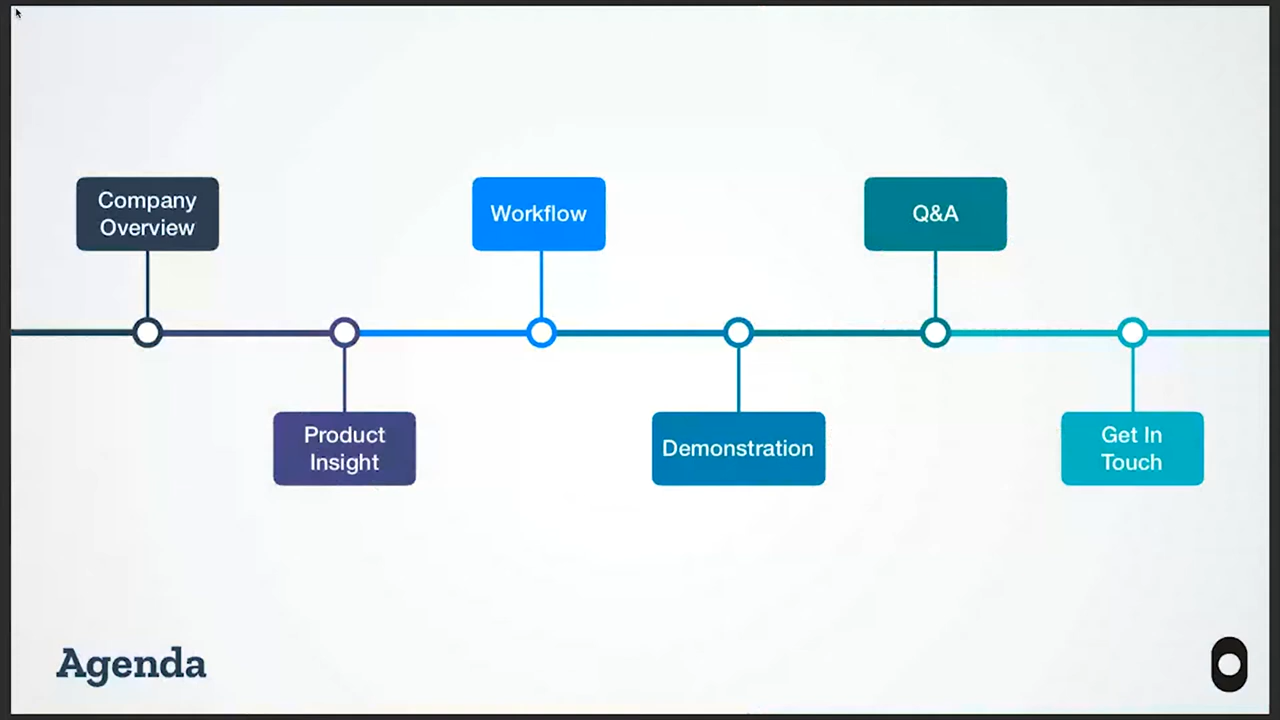 Company
Overview
Product
Insight
Workflow
Demonstration
Q&A
Get In
Touch
Agenda